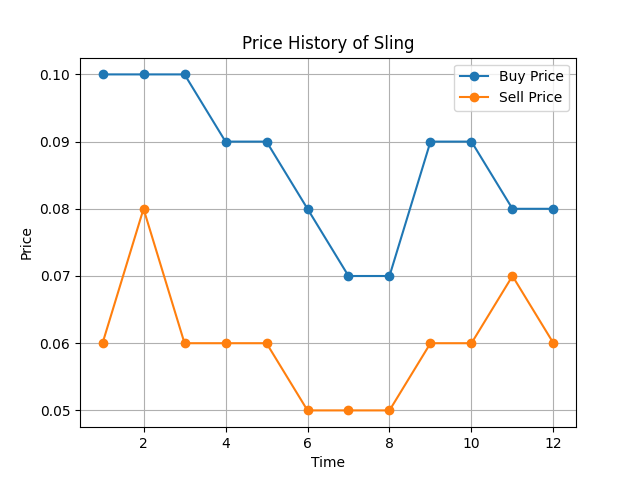 Price History of Sling
Buy Price
Sell Price
0.10
0.09
0.08
0.07
0.06
0.05
Price
2 4 6 8 10 12
Time